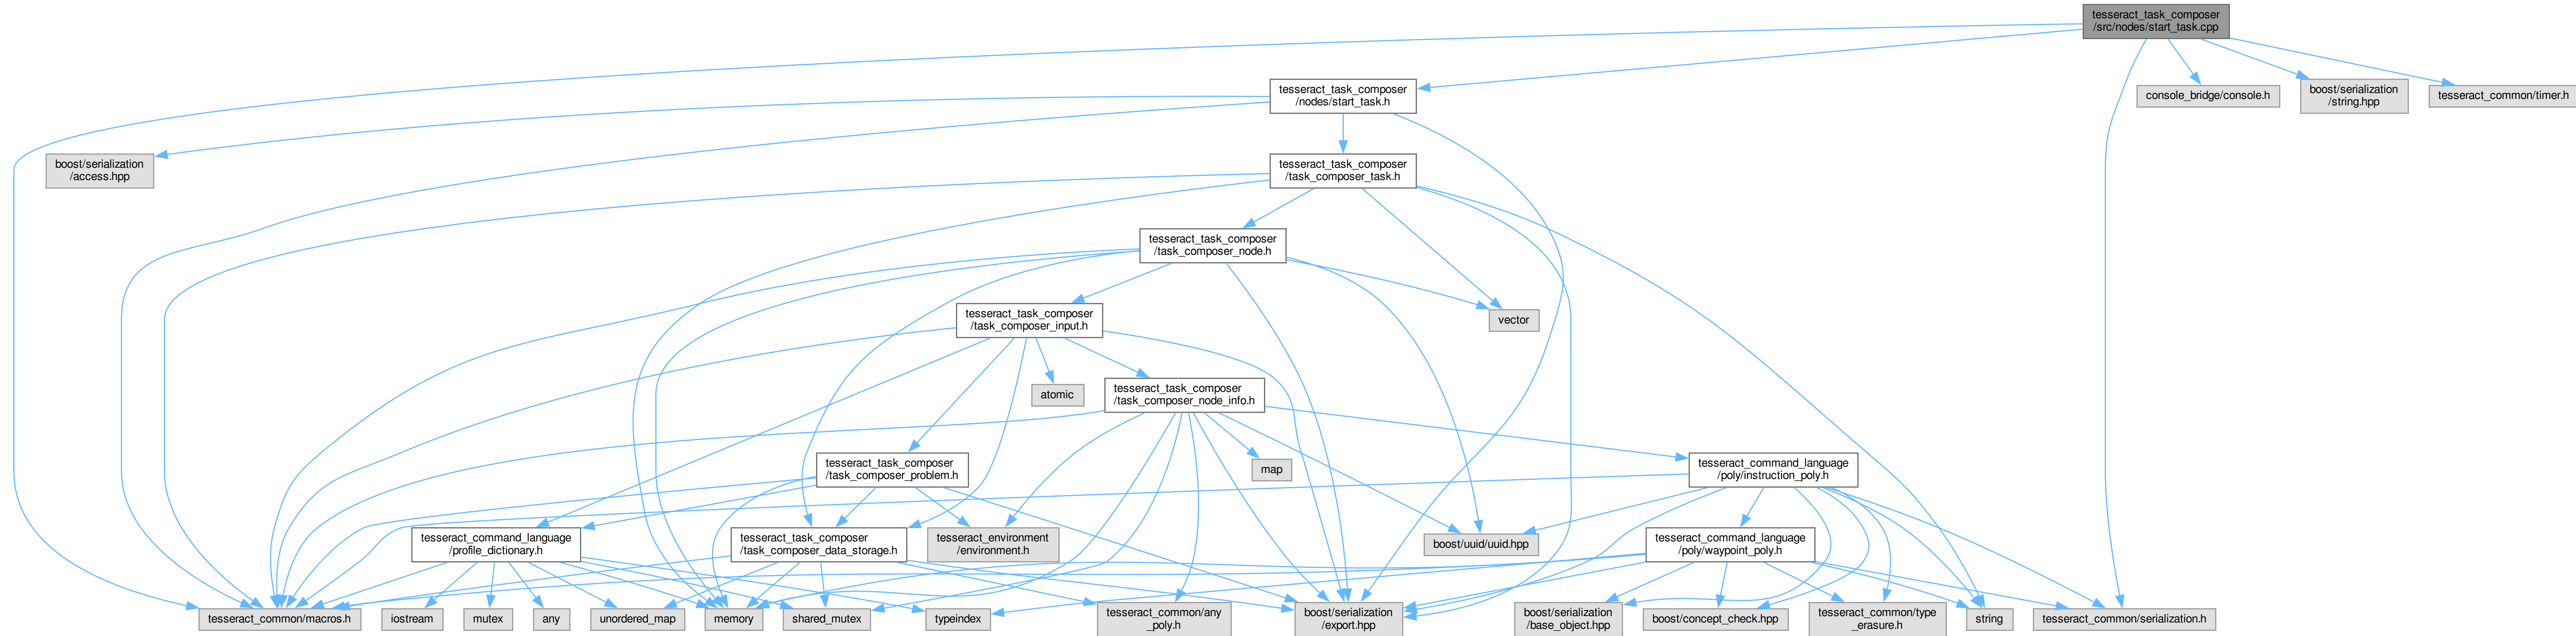 tesseract_task_composer
/src/nodes/start_task.cpp
tesseract_task_composer
/nodes/start_task.h
console_bridge/console.h
boost/serialization
/string.hpp
tesseract_common/timer.h
boost/serialization
/access.hpp
tesseract_task_composer
/task_composer_task.h
tesseract_task_composer
/task_composer_node.h
tesseract_task_composer
/task_composer_input.h
vector
atomic
tesseract_task_composer
/task_composer_node_info.h
tesseract_task_composer
/task_composer_problem.h
map
tesseract_command_language
/poly/instruction_poly.h
tesseract_command_language
/profile_dictionary.h
tesseract_task_composer
/task_composer_data_storage.h
tesseract_environment
/environment.h
boost/uuid/uuid.hpp
tesseract_command_language
/poly/waypoint_poly.h
tesseract_common/macros.h
iostream
mutex
any
unordered_map
memory
shared_mutex
typeindex
tesseract_common/any
_poly.h
boost/serialization
/export.hpp
boost/serialization
/base_object.hpp
boost/concept_check.hpp
tesseract_common/type
_erasure.h
string
tesseract_common/serialization.h